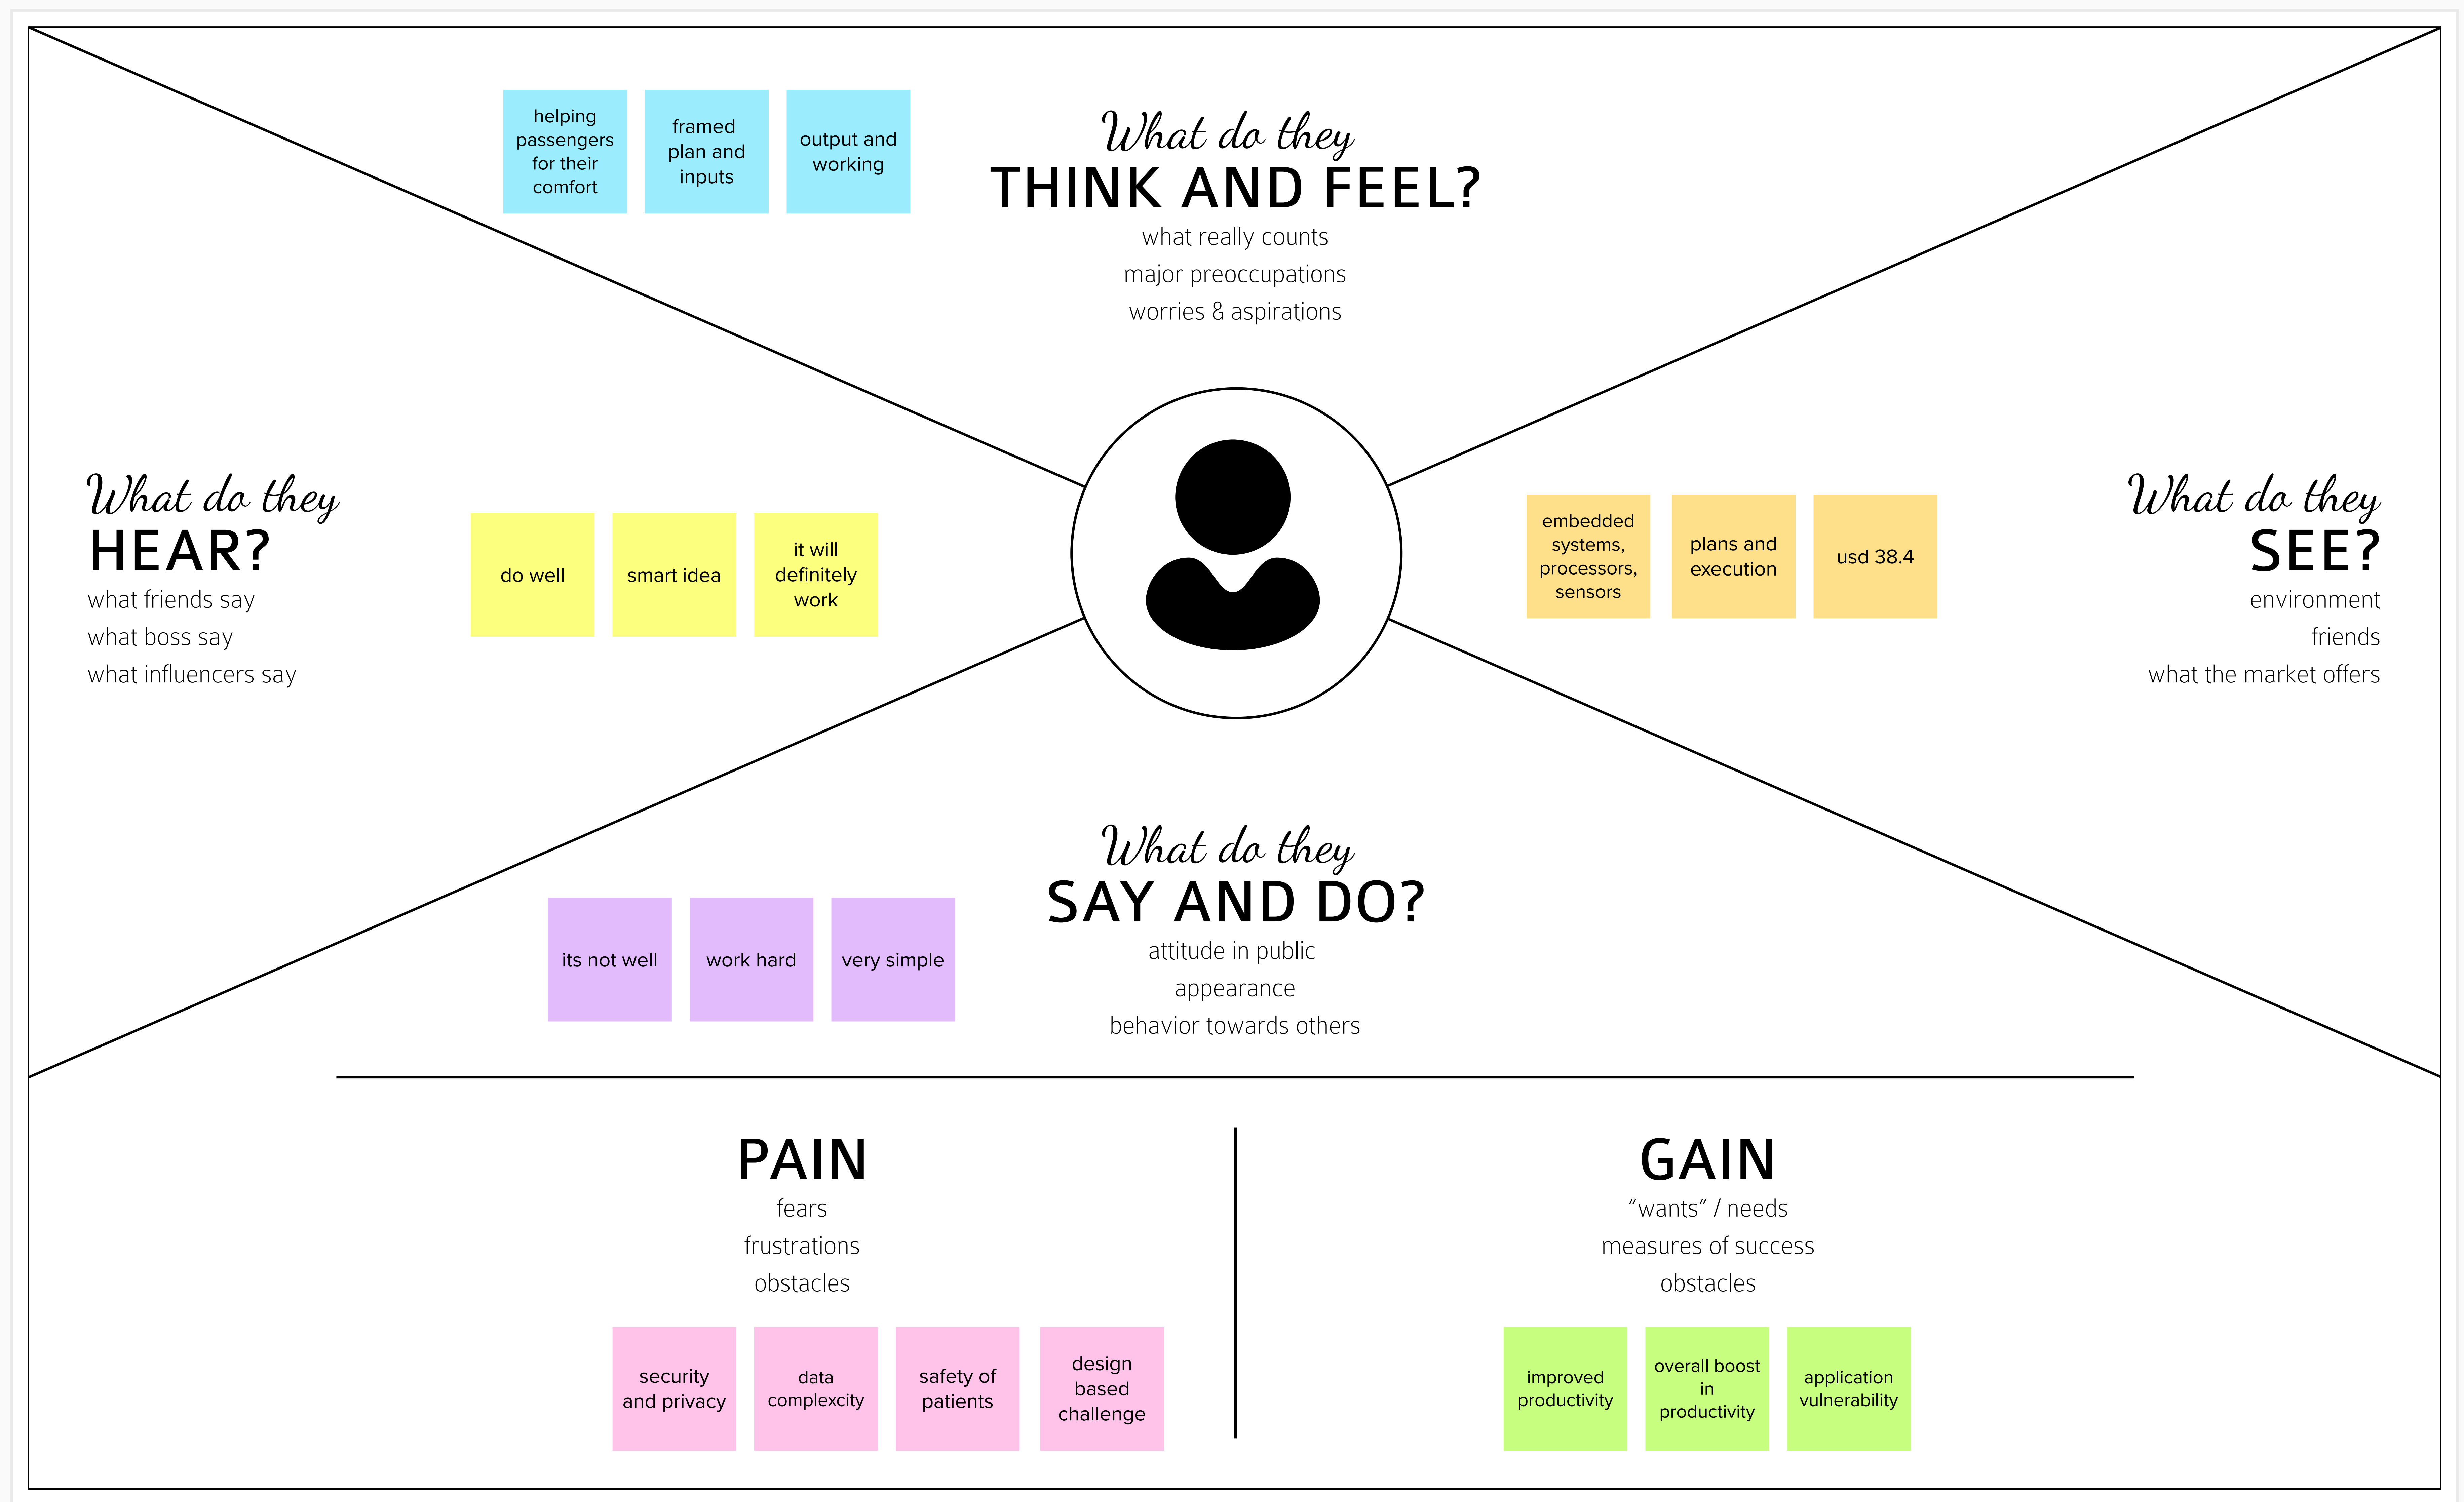 helping
passengers
for their
comfort
framed
plan and
inputs
output and
working
What do they
THINK AND FEEL?
what really counts
major preoccupations
worries & aspirations
What do they
HEAR?
what friends say
what boss say
what influencers say
do well
smart idea
it will
definitely
work
embedded
systems,
processors,
sensors
plans and
execution
usd 38.4
What do they
SEE?
environment
friends
what the market offers
What do they
SAY AND DO?
attitude in public
appearance
behavior towards others
its not well
work hard
very simple
PAIN
fears
frustrations
obstacles
security
and privacy
data
complexcity
safety of
patients
design
based
challenge
GAIN
“wants” / needs
measures of success
obstacles
improved
productivity
overall boost
in
productivity
application
vulnerability